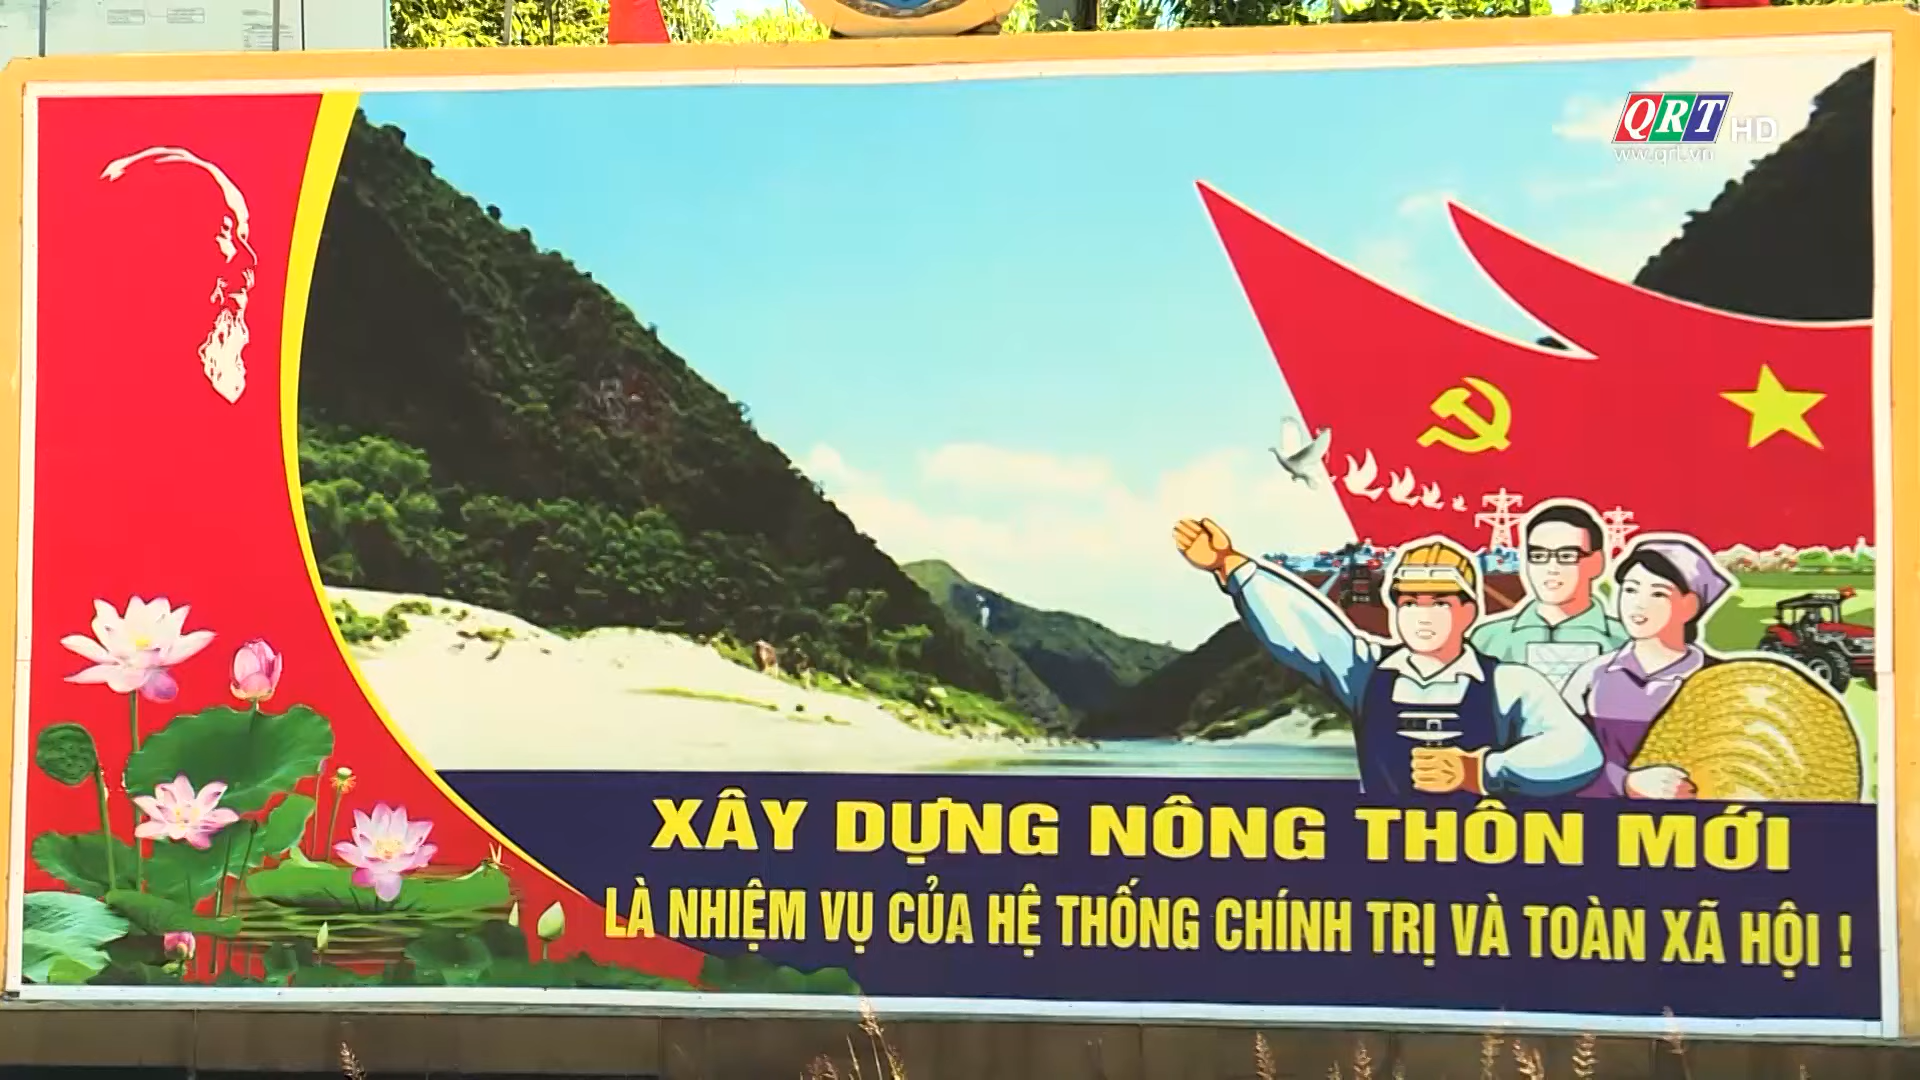 QRT HD
www.qrt.vn
XÂY DỰNG NÔNG THÔN MỚI
LÀ NHIỆM VỤ CỦA HỆ THỐNG CHÍNH TRỊ VÀ TOÀN XÃ HỘI !